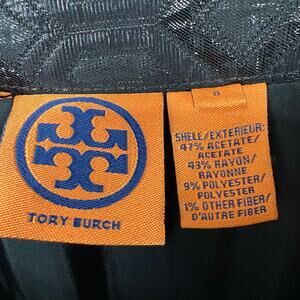 TORY BURCH
8
SHELL/EXTERIEUR:
47% ACETATE/
ACETATE
43% RAYON/
RAYONNE
9% POLYESTER/
POLYESTER
1% OTHER FIBER/
D'AUTRE FIBER